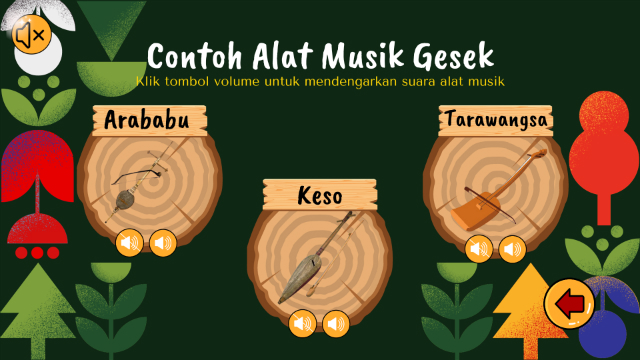 Contoh Alat Musik Gesek
Klik tombol volume untuk mendengarkan suara alat musik
Arababu
Keso
Tarawangsa